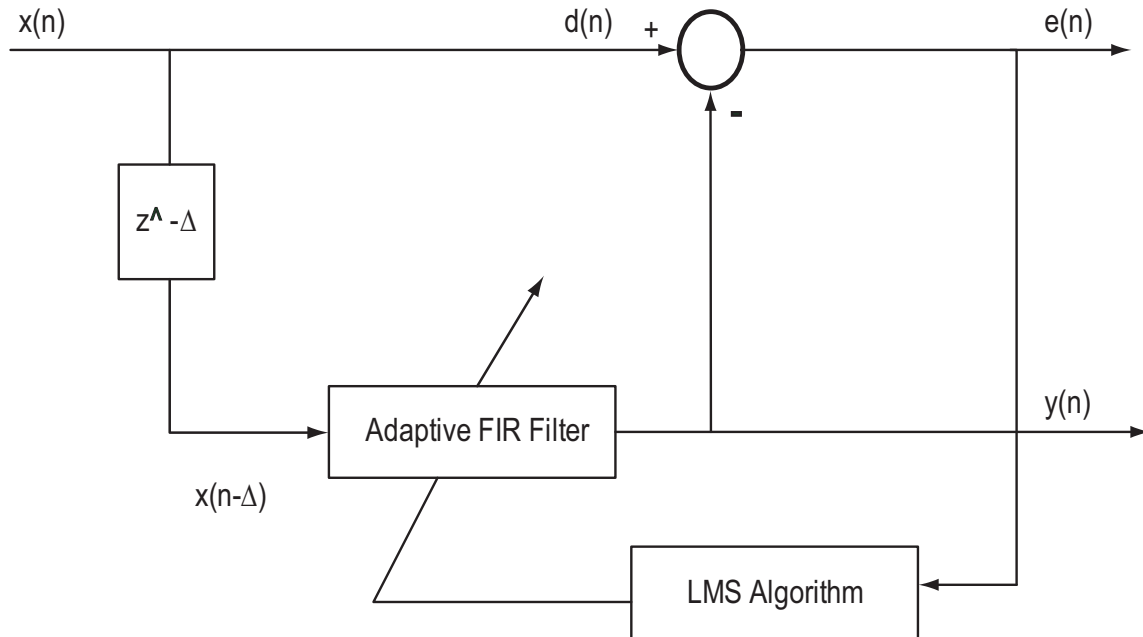 x(n)
d(n)
+
e(n)
-
z^ -Δ
Adaptive FIR Filter
y(n)
x(n-Δ)
LMS Algorithm